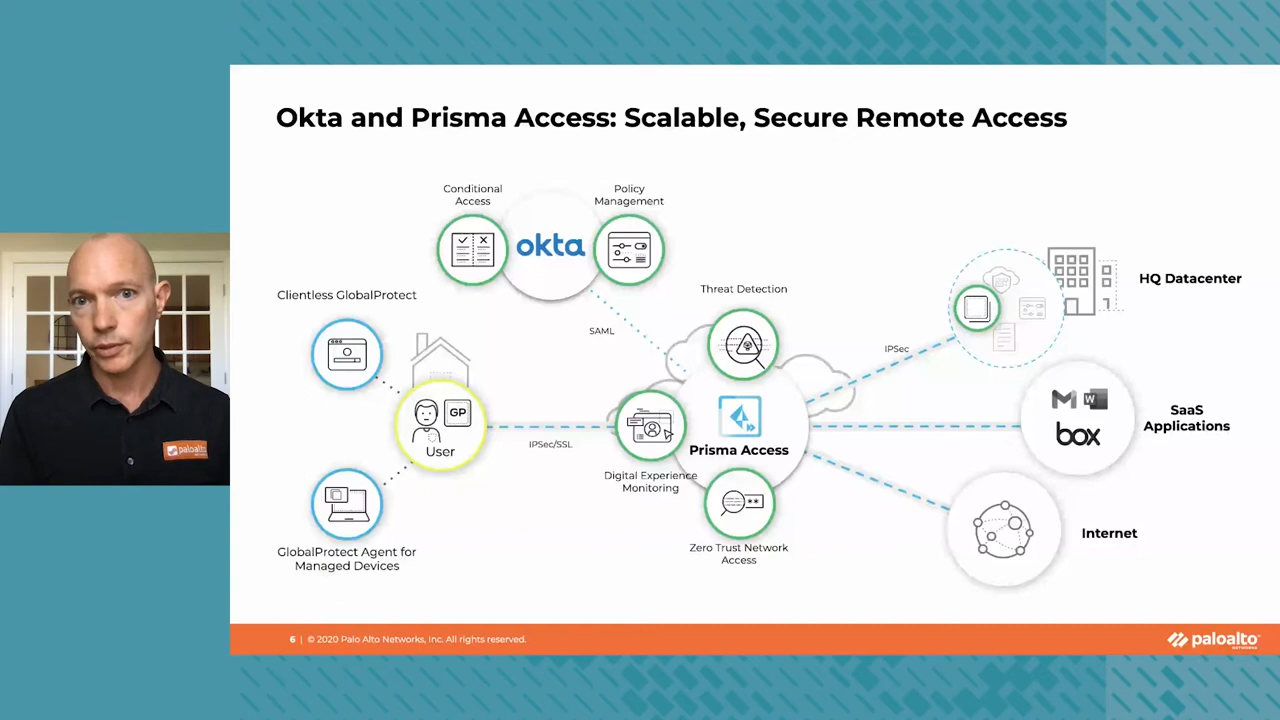 Okta and Prisma Access: Scalable, Secure Remote Access
Conditional
Access
Policy
Management
okta
Clientless GlobalProtect
SAML
Threat Detection
HQ Datacenter
IPSec
GP
User
IPSec/SSL
Prisma Access
Digital Experience
Monitoring
**
W
box
SaaS
Applications
Internet
GlobalProtect Agent for
Managed Devices
Zero Trust Network
Access
paloalto
6 | © 2020 Palo Alto Networks, Inc. All rights reserved.
paloalto
NETWORKS